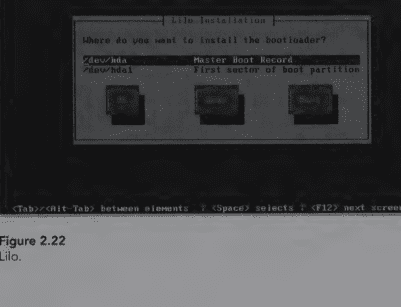 Lilo Installation
Where do you want to install the bootloader?
/dev/hda Master Boot Record
/dev/hda1 First sector of boot partition
<Tab>/<Alt-Tab> between elements ? <Space> selects ? <F12> next screen
Figure 2.22
Lilo.